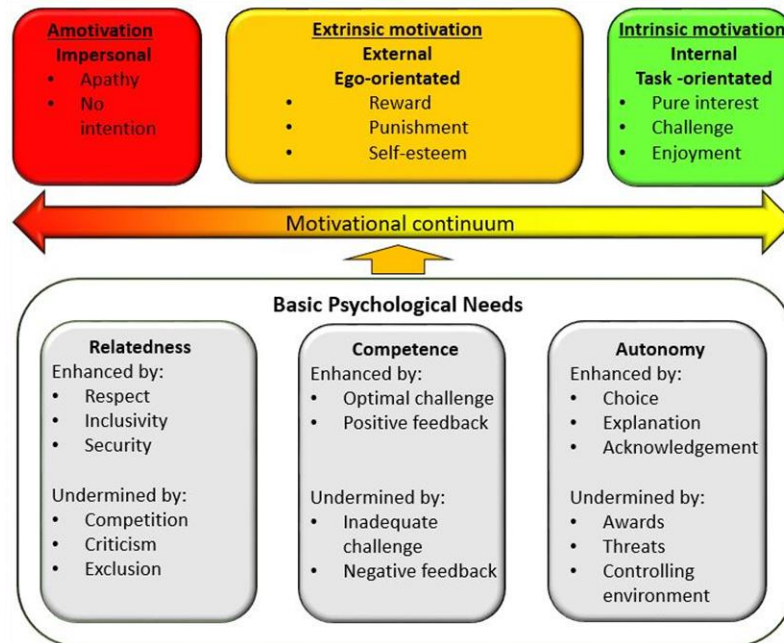 Amotivation
Impersonal
• Apathy
• No
intention
Extrinsic motivation
External
Ego-orientated
• Reward
• Punishment
• Self-esteem
Intrinsic motivation
Internal
Task -orientated
• Pure interest
• Challenge
• Enjoyment
Motivational continuum
Basic Psychological Needs
Relatedness
Enhanced by:
• Respect
• Inclusivity
• Security
Undermined by:
• Competition
• Criticism
• Exclusion
Competence
Enhanced by:
• Optimal challenge
• Positive feedback
Undermined by:
• Inadequate
challenge
• Negative feedback
Autonomy
Enhanced by:
• Choice
• Explanation
• Acknowledgement
Undermined by:
• Awards
• Threats
• Controlling
environment